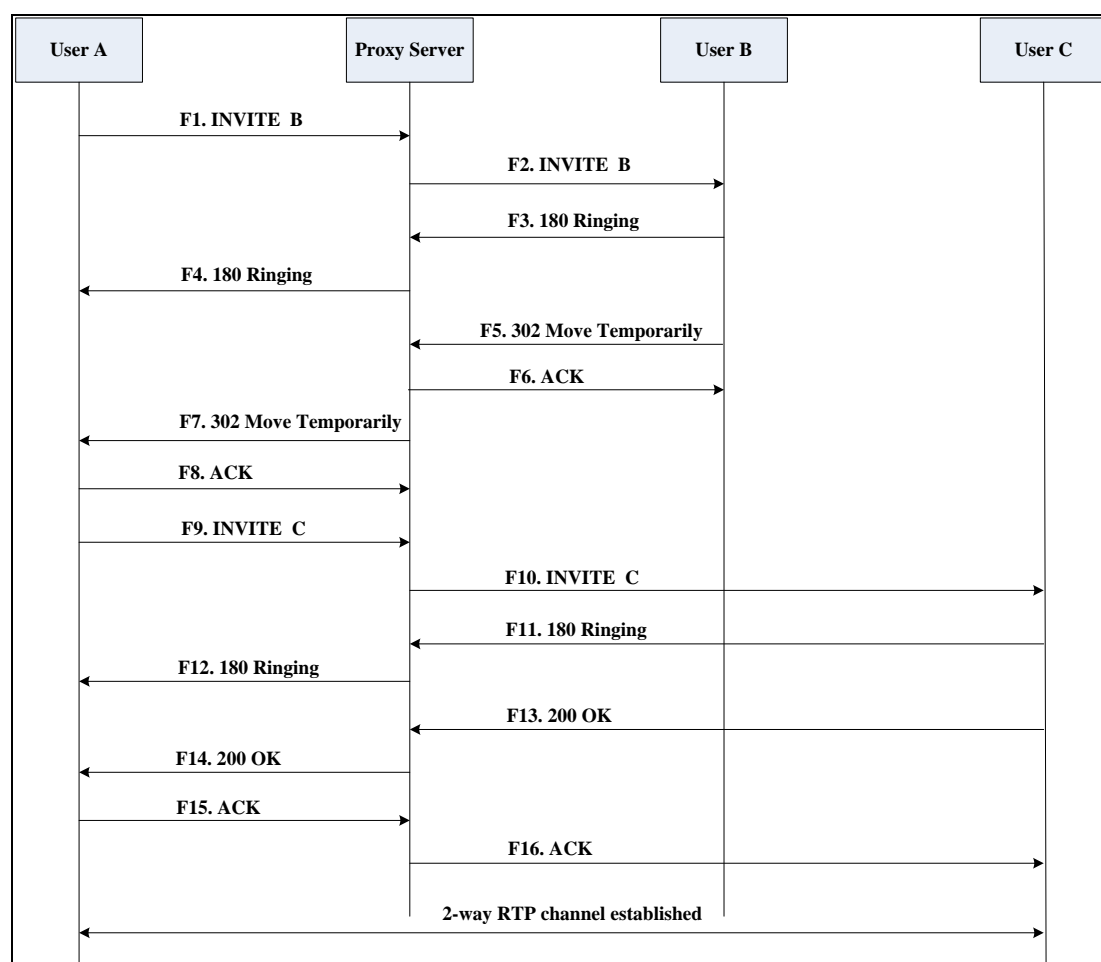 User A
Proxy Server
User B
User C
F1. INVITE B
F2. INVITE B
F3. 180 Ringing
F4. 180 Ringing
F5. 302 Move Temporarily
F6. ACK
F7. 302 Move Temporarily
F8. ACK
F9. INVITE C
F10. INVITE C
F11. 180 Ringing
F12. 180 Ringing
F13. 200 OK
F14. 200 OK
F15. ACK
F16. ACK
2-way RTP channel established